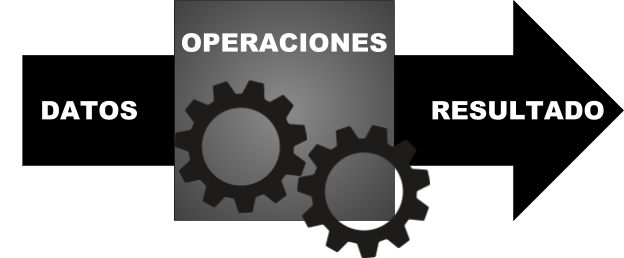 OPERACIONES
DATOS
RESULTADO